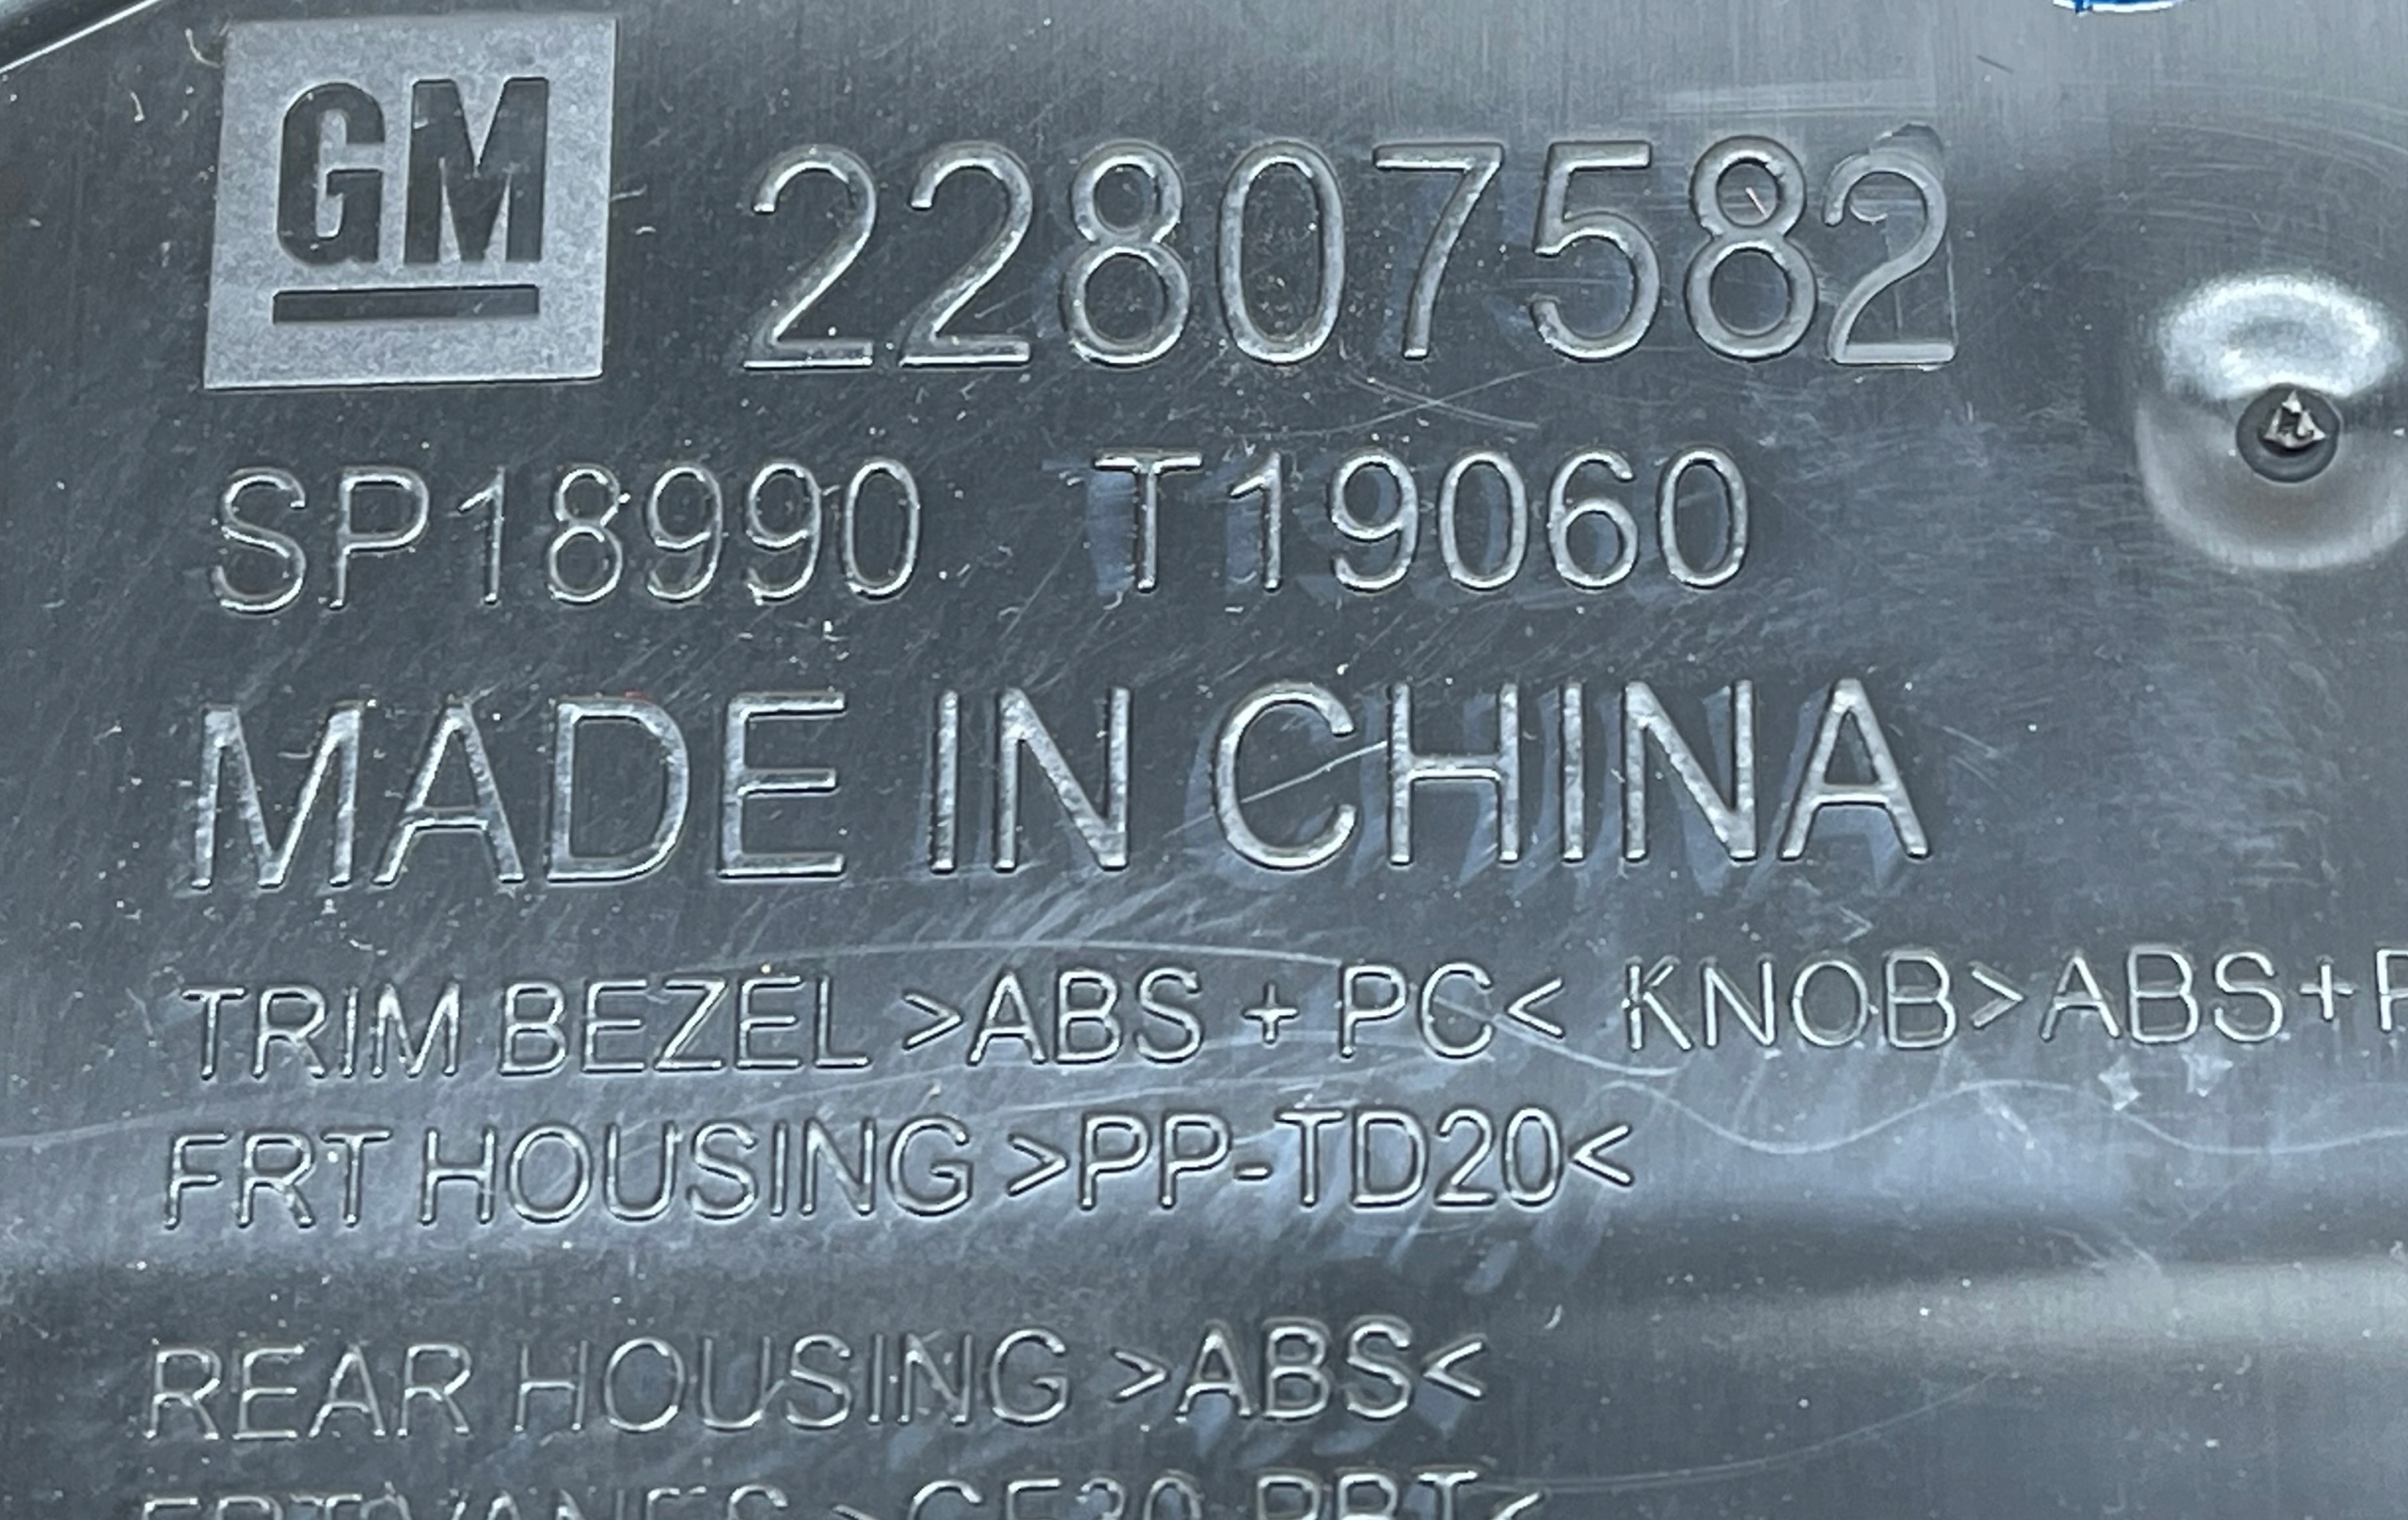 GM 22807582
SP18990 T19060
MADE IN CHINA
TRIM BEZEL >ABS + PC< KNOB>ABS+
FRT HOUSING >PP-TD20<
REAR HOUSING >ABS<